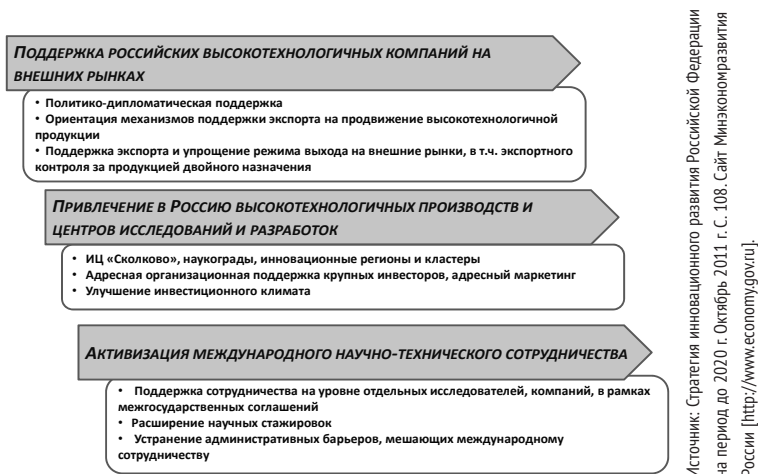 ПОДДЕРЖКА РОССИЙСКИХ ВЫСОКОТЕХНОЛОГИЧНЫХ КОМПАНИЙ НА
ВНЕШНИХ РЫНКАХ
• Политико-дипломатическая поддержка
• Ориентация механизмов поддержки экспорта на продвижение высокотехнологичной
продукции
• Поддержка экспорта и упрощение режима выхода на внешние рынки, в т.ч. экспортного
контроля за продукцией двойного назначения
ПРИВЛЕЧЕНИЕ В РОССИЮ ВЫСОКОТЕХНОЛОГИЧНЫХ ПРОИЗВОДСТВ И
ЦЕНТРОВ ИССЛЕДОВАНИЙ И РАЗРАБОТОК
• ИЦ «Сколково», наукограды, инновационные регионы и кластеры
• Адресная организационная поддержка крупных инвесторов, адресный маркетинг
• Улучшение инвестиционного климата
АКТИВИЗАЦИЯ МЕЖДУНАРОДНОГО НАУЧНО-ТЕХНИЧЕСКОГО СОТРУДНИЧЕСТВА
• Поддержка сотрудничества на уровне отдельных исследователей, компаний, в рамках
межгосударственных соглашений
• Расширение научных стажировок
• Устранение административных барьеров, мешающих международному
сотрудничеству
Источник: Стратегия инновационного развития Российской Федерации
на период до 2020 г. Октябрь 2011 г. С. 108. Сайт Минэкономразвития
России [http://www.economy.gov.ru].